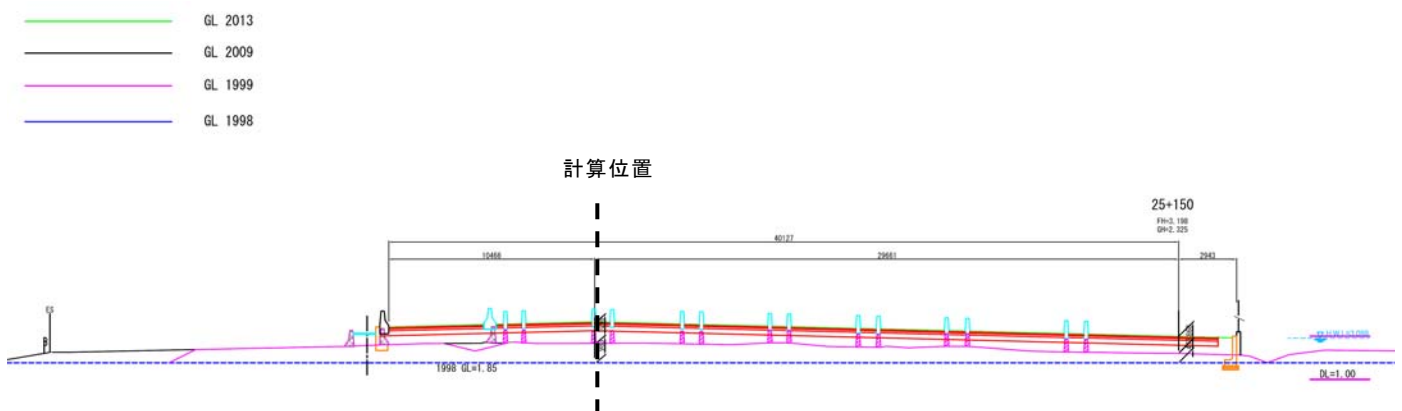 GL 2013
GL 2009
GL 1999
GL 1998
計算位置
25+150
FH=3.198
GH=2.325
40127
10466
29661
2943
ES
1998 GL=1.85
DL=1.00